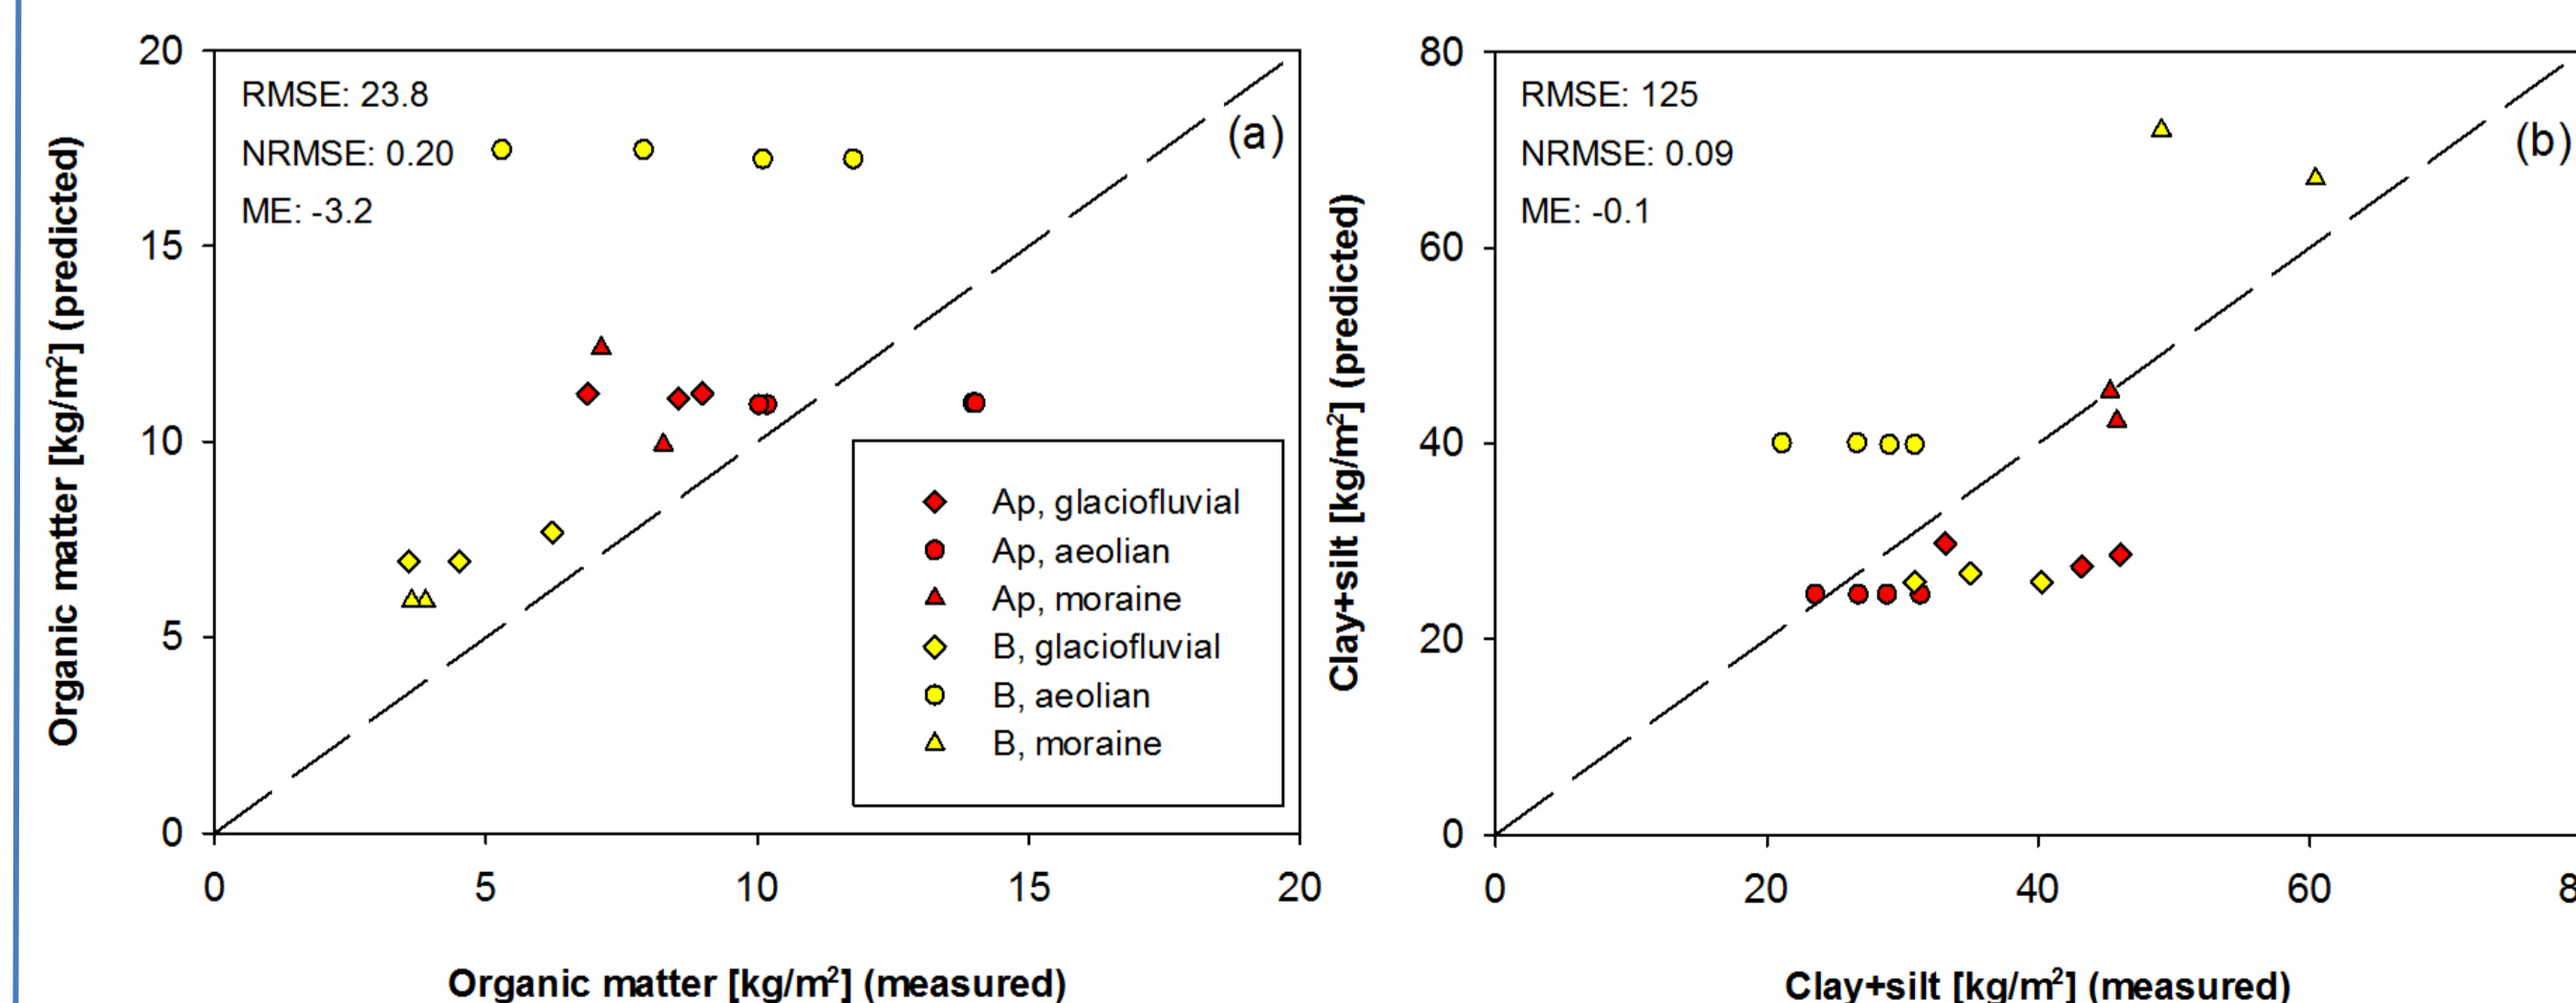 20
15
10
5
0
RMSE: 23.8
NRMSE: 0.20
ME: -3.2
(a)
Ap, glaciofluvial
Ap, aeolian
Ap, moraine
B, glaciofluvial
B, aeolian
B, moraine
0 5 10 15 20
Organic matter [kg/m²] (predicted)
Organic matter [kg/m²] (measured)
80
60
40
20
0
RMSE: 125
NRMSE: 0.09
ME: -0.1
(b)
0 20 40 60 8
Clay+silt [kg/m²] (predicted)
Clay+silt [kg/m²] (measured)